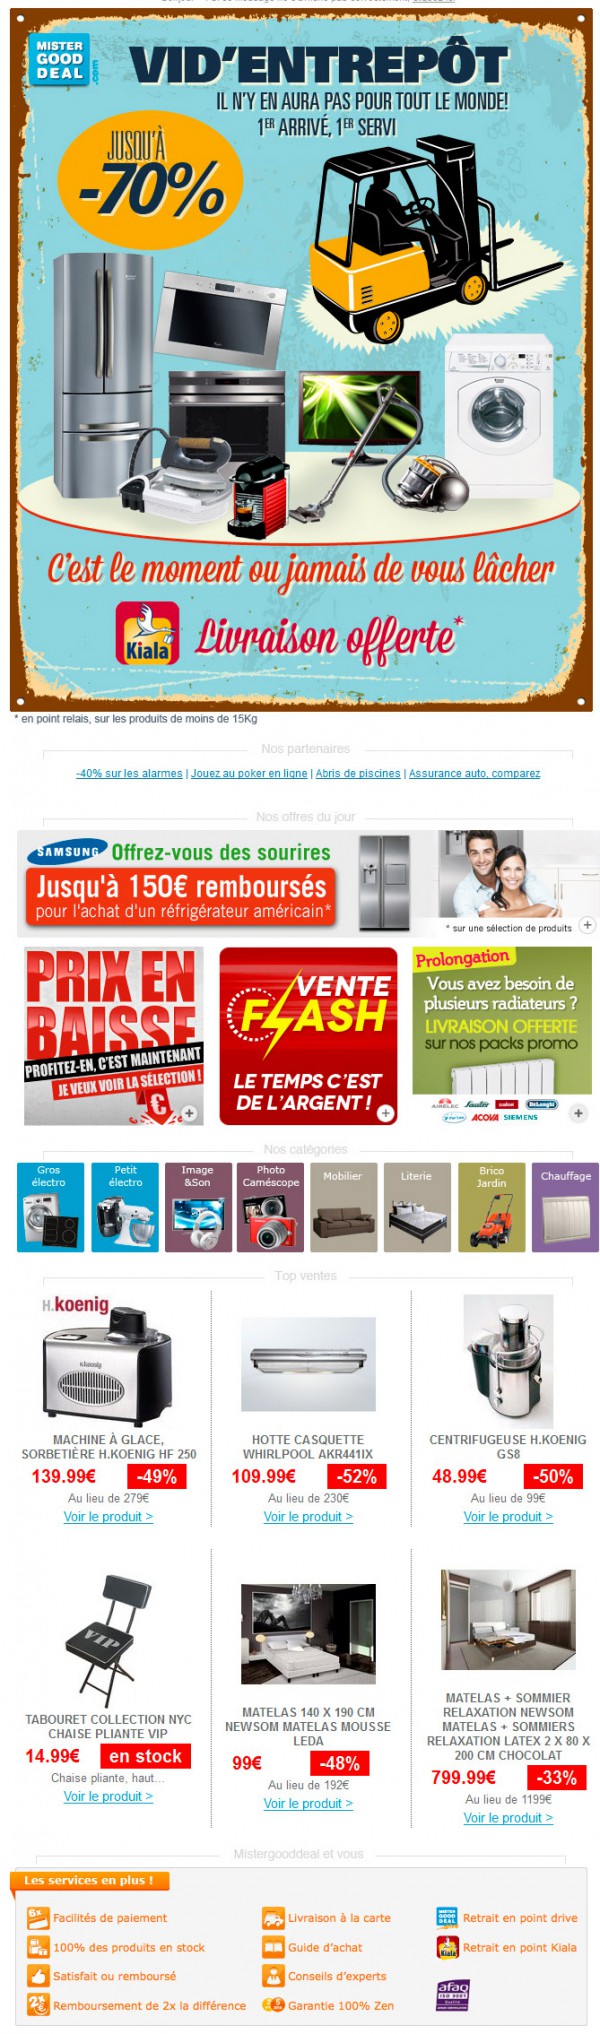 MISTER
GOOD
DEAL.com
VID'ENTREPÔT
IL N'Y EN AURA PAS POUR TOUT LE MONDE!
1ER ARRIVÉ, 1ER SERVI
JUSQU'À
-70%
C'est le moment ou jamais de vous lâcher
Kiala
Livraison offerte*
* en point relais, sur les produits de moins de 15Kg
Nos partenaires
-40% sur les alarmes | Jouez au poker en ligne | Abris de piscines | Assurance auto, comparez
Nos offres du jour
SAMSUNG Offrez-vous des sourires
Jusqu'à 150€ remboursés
pour l'achat d'un réfrigérateur américain*
* sur une sélection de produits
PRIX EN
BAISSE
PROFITEZ-EN, C'EST MAINTENANT
JE VEUX VOIR LA SÉLECTION !
€
VENTE
FLASH
LE TEMPS C'EST
DE L'ARGENT !
Prolongation
Vous avez besoin de
plusieurs radiateurs ?
LIVRAISON OFFERTE
sur nos packs promo
AIRELEC Sauter DeLonghi
ACOVA SIEMENS
Nos catégories
Gros
électro
Petit
électro
Image
&Son
Photo
Caméscope
Mobilier
Literie
Brico
Jardin
Chauffage
Top ventes
H.koenig
MACHINE À GLACE,
SORBETIÈRE H.KOENIG HF 250
139.99€ -49%
Au lieu de 279€
Voir le produit >
HOTTE CASQUETTE
WHIRLPOOL AKR441IX
109.99€ -52%
Au lieu de 230€
Voir le produit >
CENTRIFUGEUSE H.KOENIG
GS8
48.99€ -50%
Au lieu de 99€
Voir le produit >
VIP
TABOURET COLLECTION NYC
CHAISE PLIANTE VIP
14.99€ en stock
Chaise pliante, haut...
Voir le produit >
MATELAS 140 X 190 CM
NEWSOM MATELAS MOUSSE
LEDA
99€ -48%
Au lieu de 192€
Voir le produit >
MATELAS + SOMMIER
RELAXATION NEWSOM
MATELAS + SOMMIERS
RELAXATION LATEX 2 X 80 X
200 CM CHOCOLAT
799.99€ -33%
Au lieu de 1199€
Voir le produit >
Mistergooddeal et vous
Les services en plus !
6x Facilités de paiement
100% des produits en stock
Satisfait ou remboursé
2x€ Remboursement de 2x la différence
Livraison à la carte
Guide d'achat
Conseils d'experts
Garantie 100% Zen
MISTER GOOD DEAL Retrait en point drive
Kiala Retrait en point Kiala
afaq